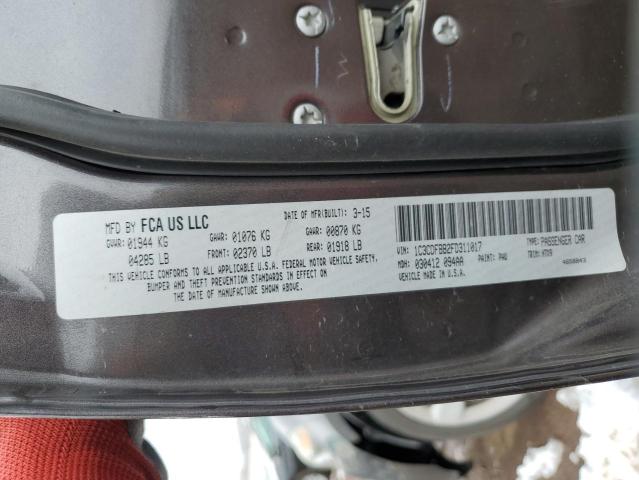 MFD BY FCA US LLC
DATE OF MFR(BUILT): 3-15
GVWR: 01944 KG
04285 LB
GAWR: 01076 KG
FRONT: 02370 LB
GAWR: 00870 KG
REAR: 01918 LB
THIS VEHICLE CONFORMS TO ALL APPLICABLE U.S.A. FEDERAL MOTOR VEHICLE SAFETY,
BUMPER AND THEFT PREVENTION STANDARDS IN EFFECT ON
THE DATE OF MANUFACTURE SHOWN ABOVE.
VIN: 1C3CDFBB2FD311017
TYPE: PASSENGER CAR
MDH: 030412 094AA
PAINT: PAU
TRIM: H7X9
VEHICLE MADE IN U.S.A.